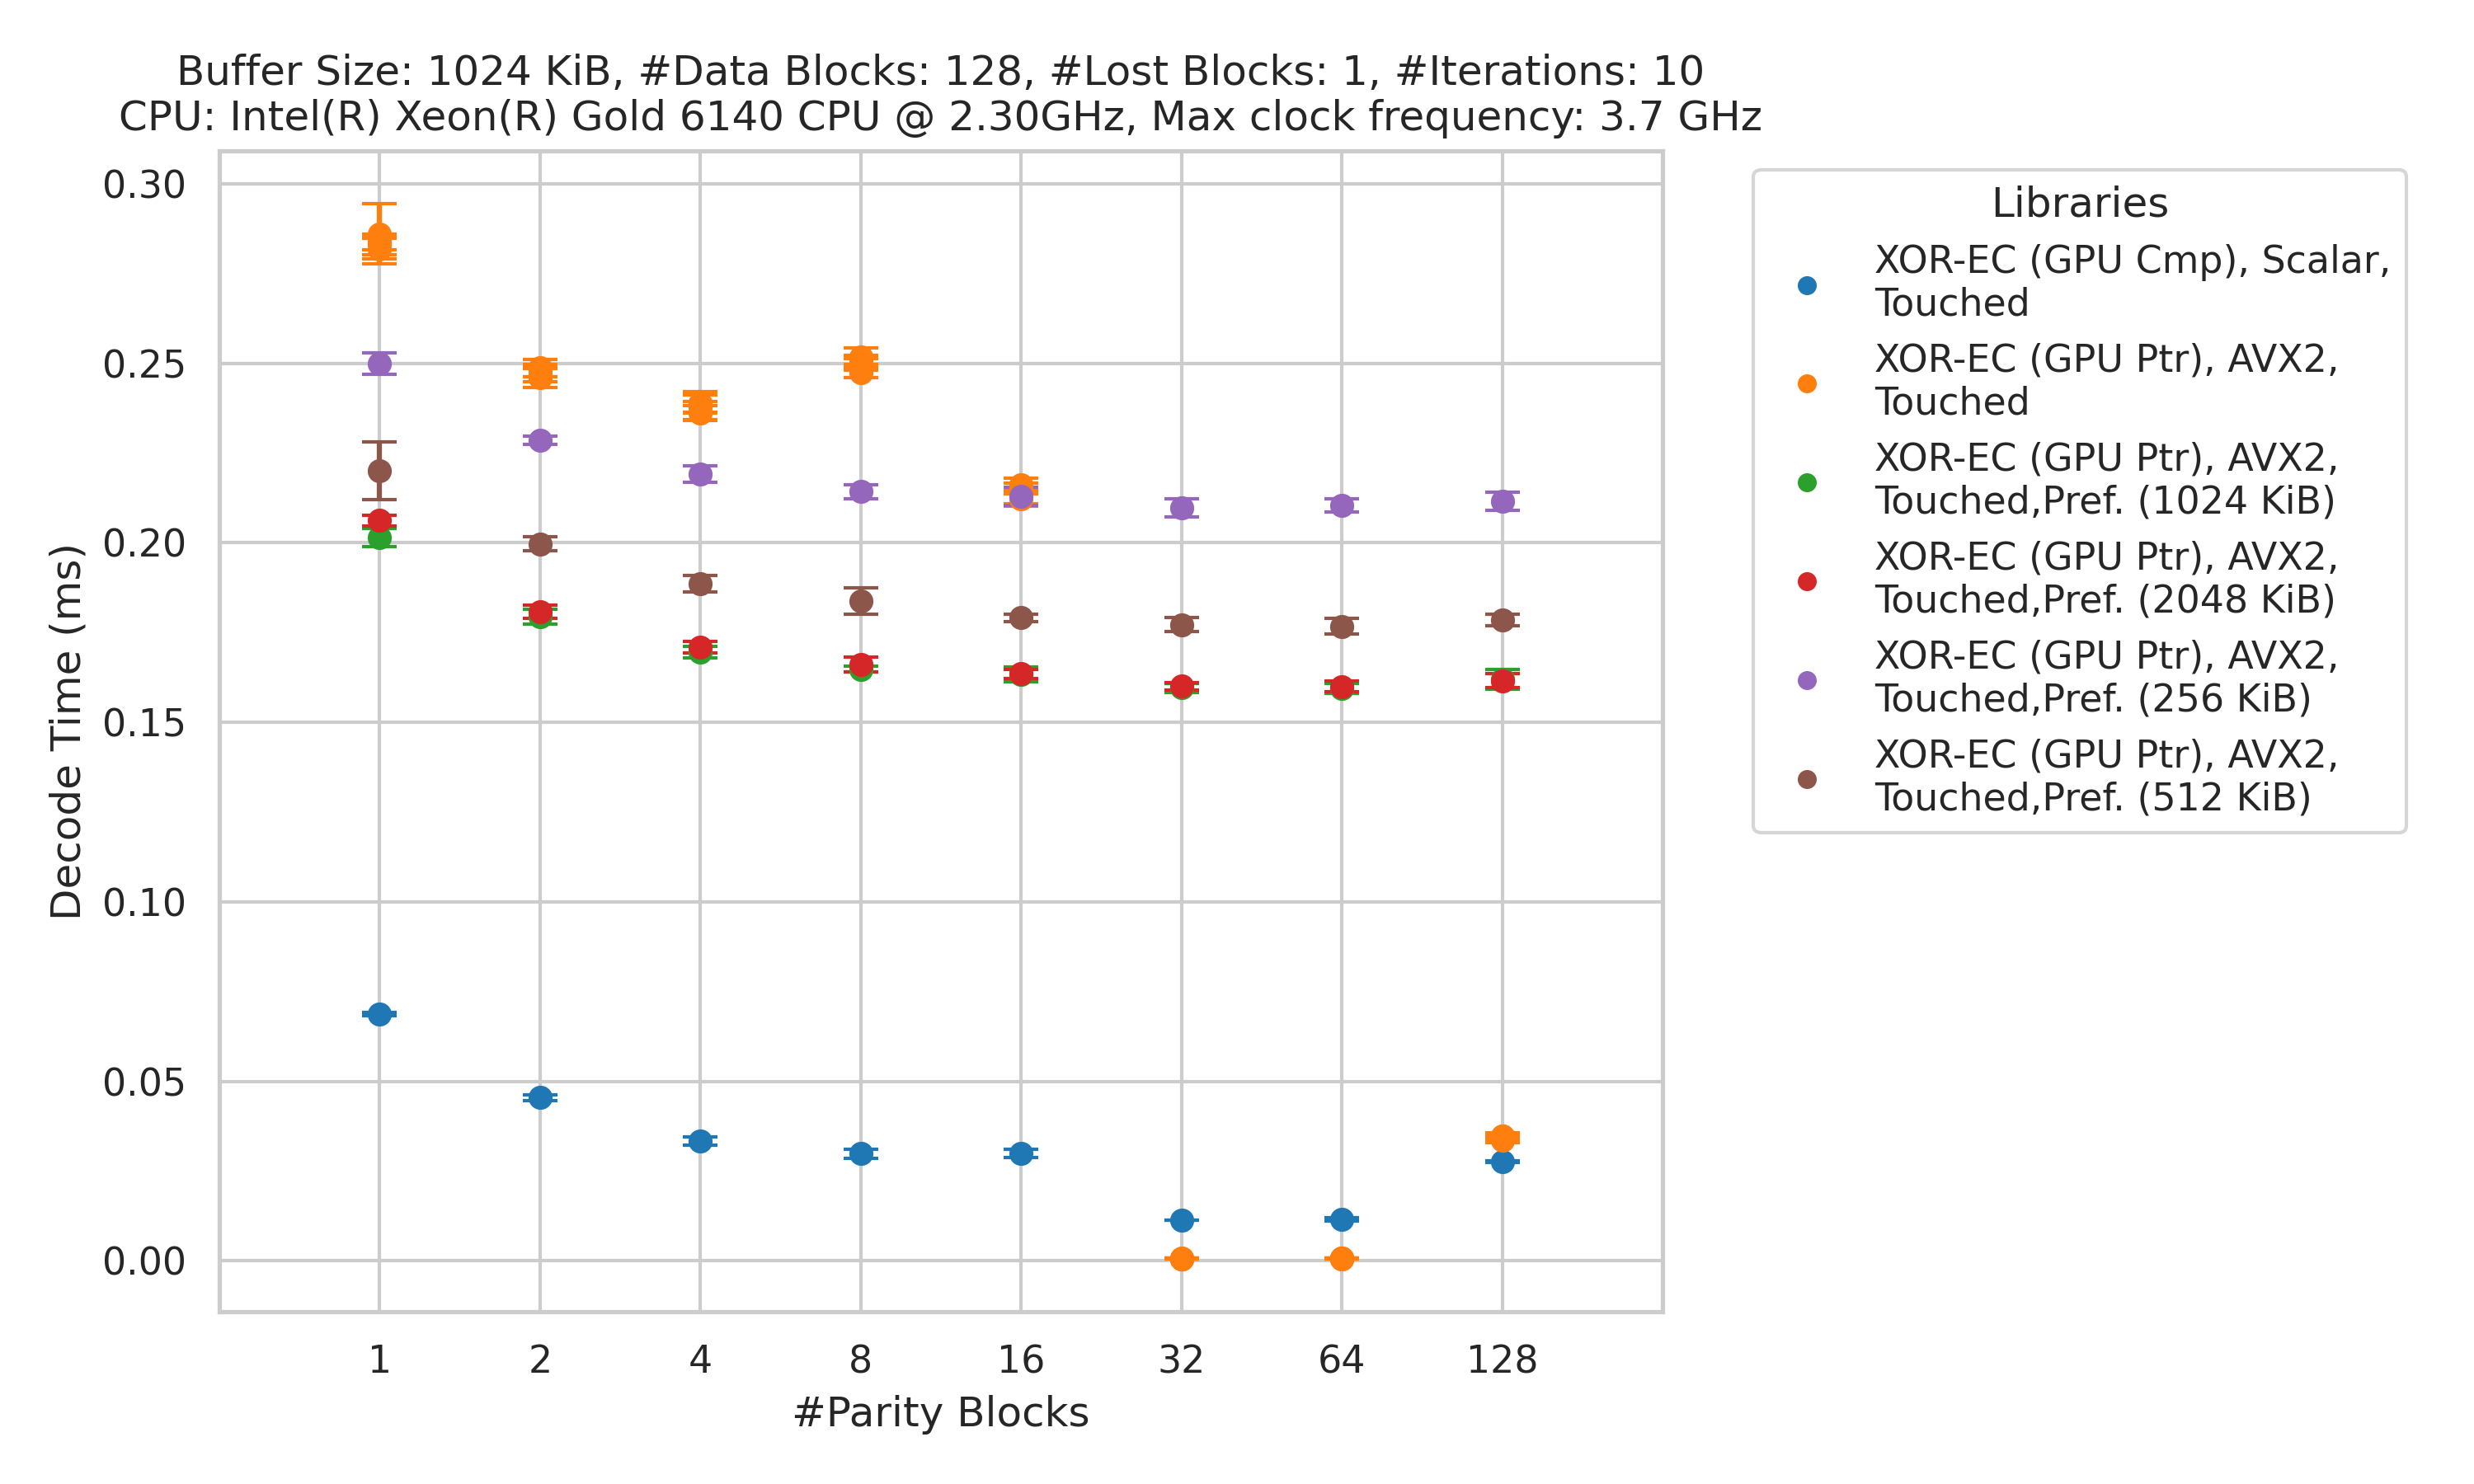 Buffer Size: 1024 KiB, #Data Blocks: 128, #Lost Blocks: 1, #Iterations: 10
CPU: Intel(R) Xeon(R) Gold 6140 CPU @ 2.30GHz, Max clock frequency: 3.7 GHz
0.30
0.25
0.20
0.15
0.10
0.05
0.00
Decode Time (ms)
1
2
4
8
16
32
64
128
#Parity Blocks
Libraries
XOR-EC (GPU Cmp), Scalar,
Touched
XOR-EC (GPU Ptr), AVX2,
Touched
XOR-EC (GPU Ptr), AVX2,
Touched,Pref. (1024 KiB)
XOR-EC (GPU Ptr), AVX2,
Touched,Pref. (2048 KiB)
XOR-EC (GPU Ptr), AVX2,
Touched,Pref. (256 KiB)
XOR-EC (GPU Ptr), AVX2,
Touched,Pref. (512 KiB)